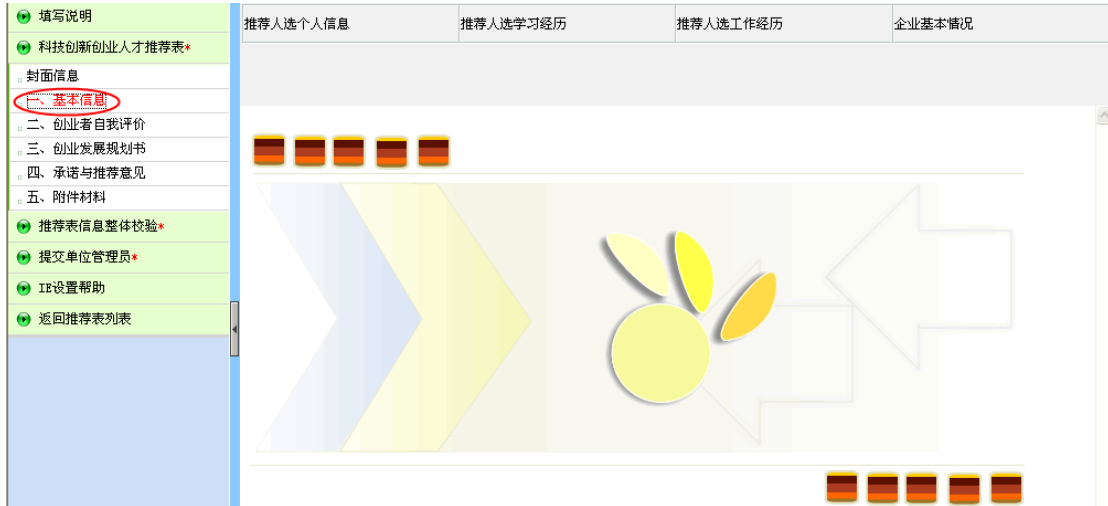 填写说明
科技创新创业人才推荐表*
封面信息
一、基本信息
二、创业者自我评价
三、创业发展规划书
四、承诺与推荐意见
五、附件材料
推荐表信息整体校验*
提交单位管理员*
IE设置帮助
返回推荐表列表
推荐人选个人信息 推荐人选学习经历 推荐人选工作经历 企业基本情况